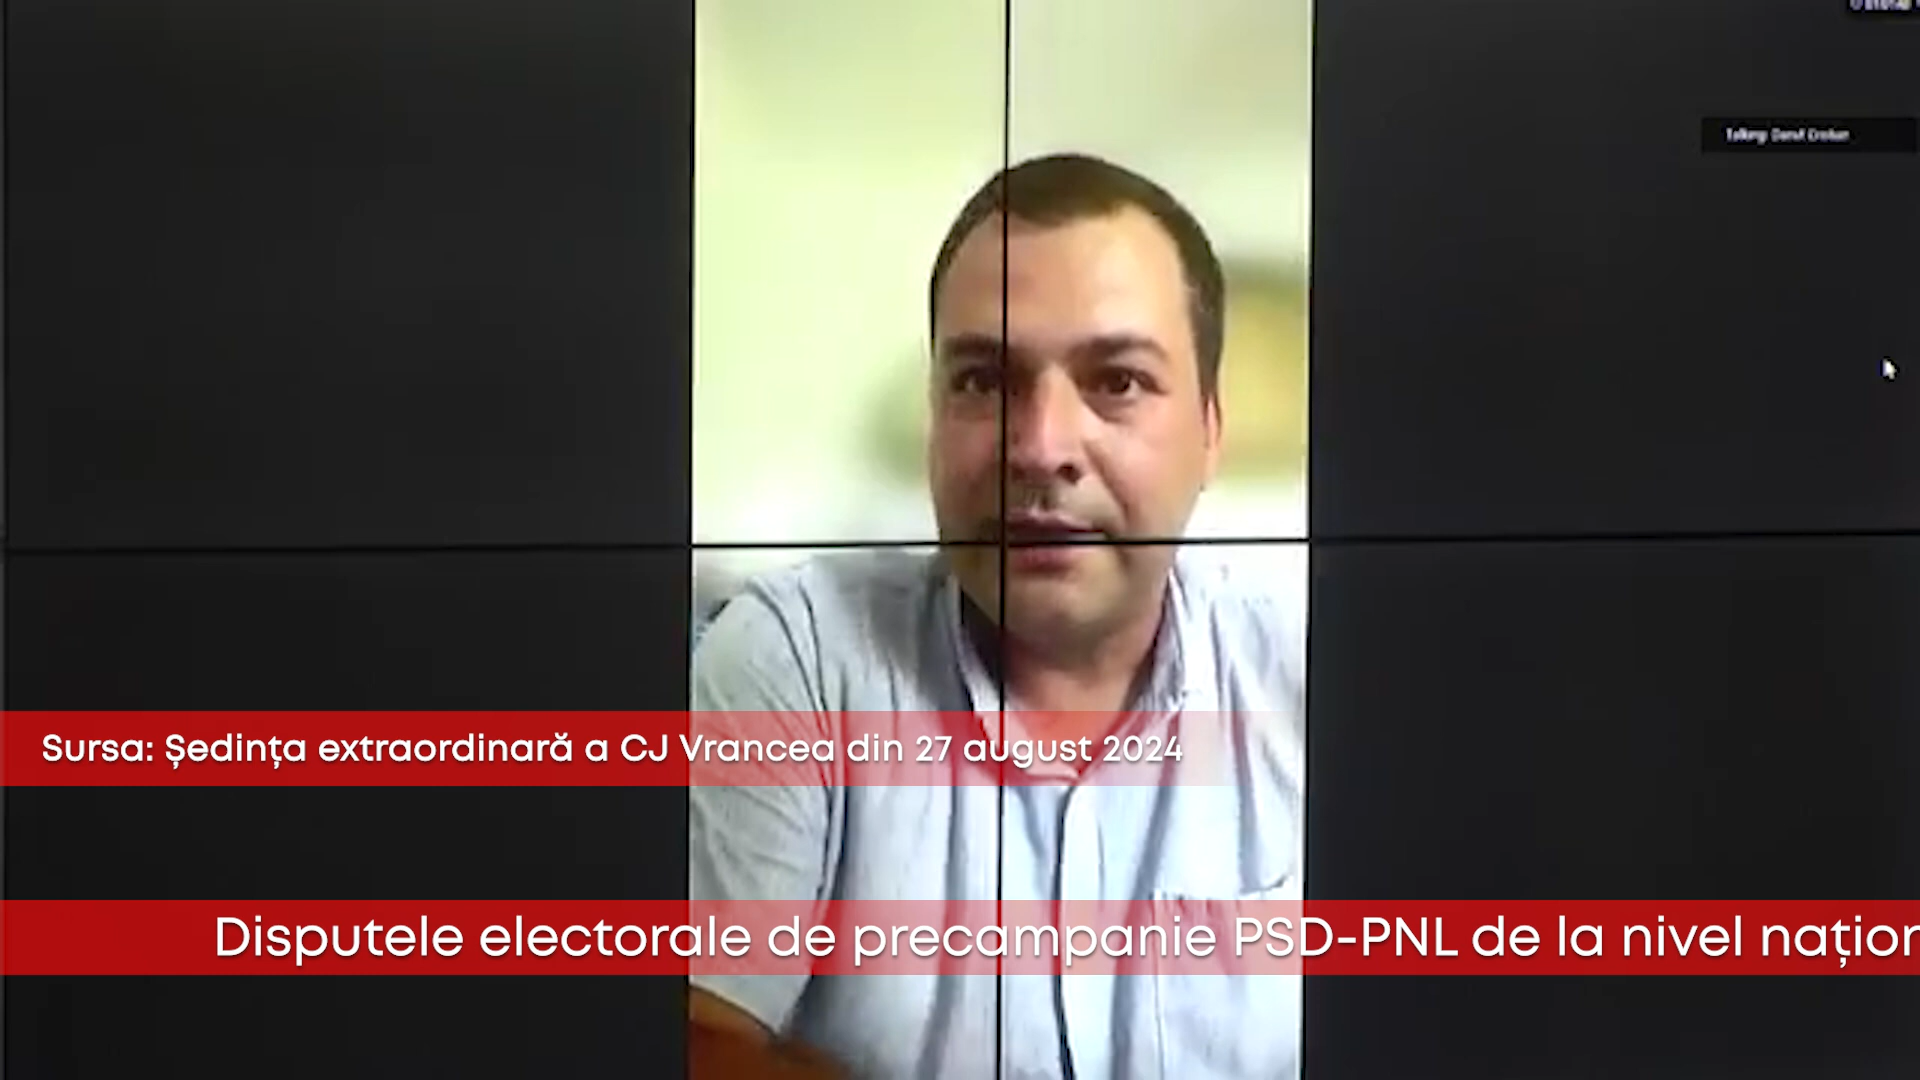 Talking:
Sursa: Ședința extraordinară a CJ Vrancea din 27 august 2024
Disputele electorale de precampanie PSD-PNL de la nivel națion